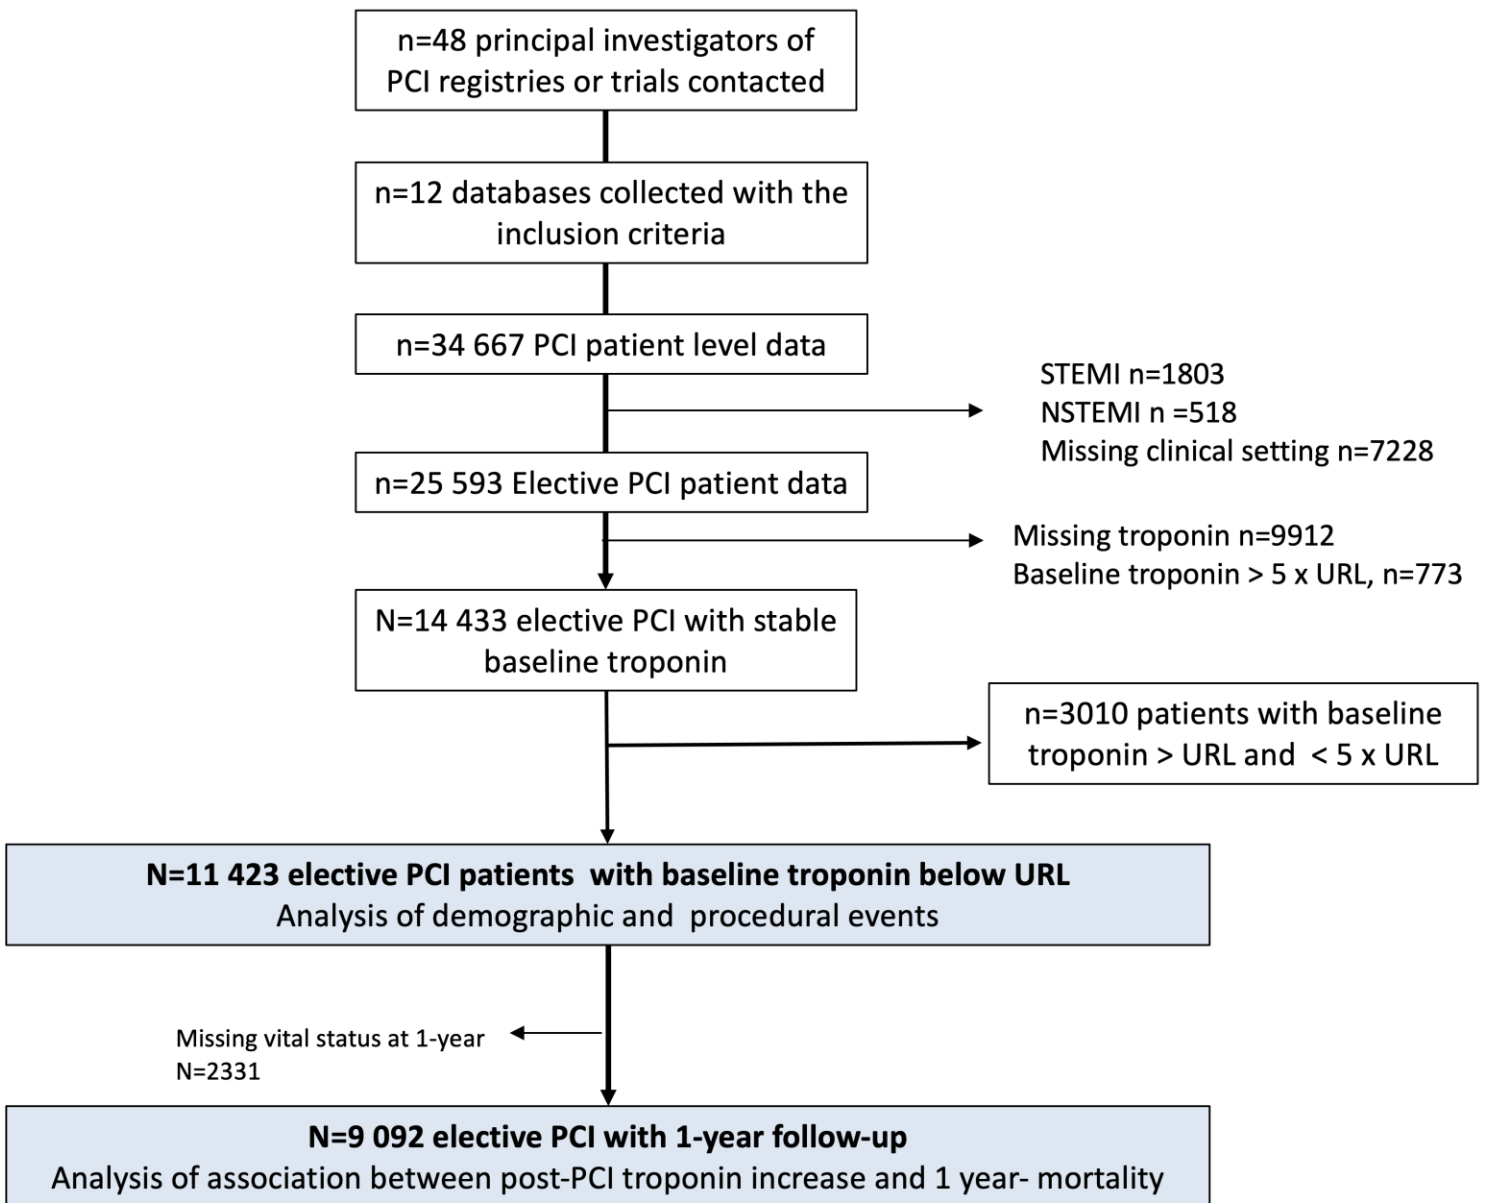 n=48 principal investigators of
PCI registries or trials contacted
n=12 databases collected with the
inclusion criteria
n=34 667 PCI patient level data
STEMI n=1803
NSTEMI n =518
Missing clinical setting n=7228
n=25 593 Elective PCI patient data
Missing troponin n=9912
Baseline troponin > 5 x URL, n=773
N=14 433 elective PCI with stable
baseline troponin
n=3010 patients with baseline
troponin > URL and  < 5 x URL
N=11 423 elective PCI patients  with baseline troponin below URL
Analysis of demographic and  procedural events
Missing vital status at 1-year
N=2331
N=9 092 elective PCI with 1-year follow-up
Analysis of association between post-PCI troponin increase and 1 year- mortality